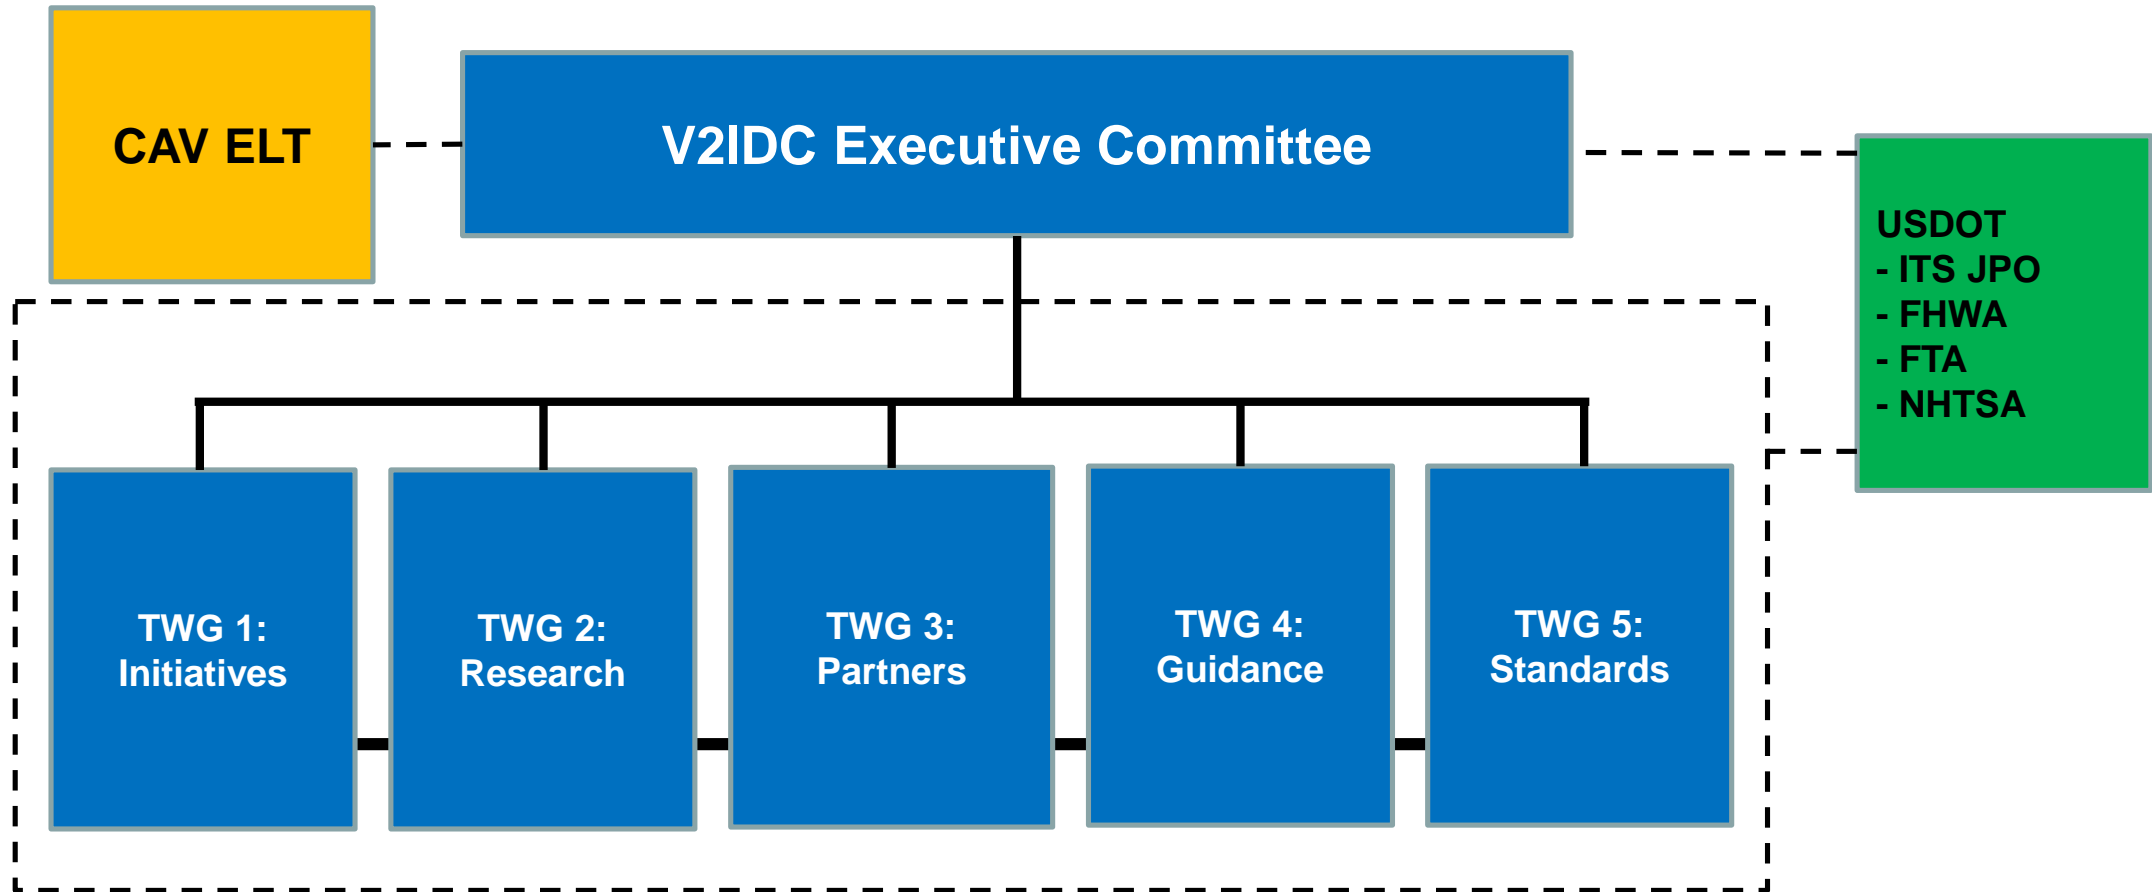 CAV ELT
V2IDC Executive Committee
USDOT
- ITS JPO
- FHWA
- FTA
- NHTSA
TWG 1:
Initiatives
TWG 2:
Research
TWG 3:
Partners
TWG 4:
Guidance
TWG 5:
Standards